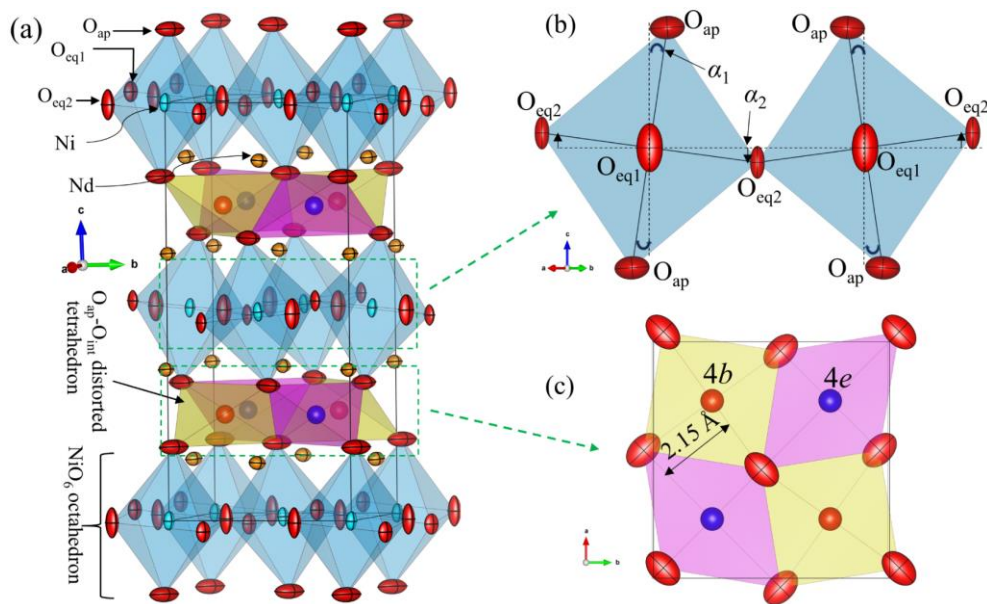 (a)
O_ap
O_eq1
O_eq2
Ni
Nd
c
a
b
O_ap-O_int distorted
tetrahedron
NiO_6 octahedron
(b)
O_ap
O_ap
α_1
α_2
O_eq2
O_eq2
O_eq1
O_eq2
O_eq1
O_ap
O_ap
c
a
b
(c)
4b
4e
2.15 Å
a
b